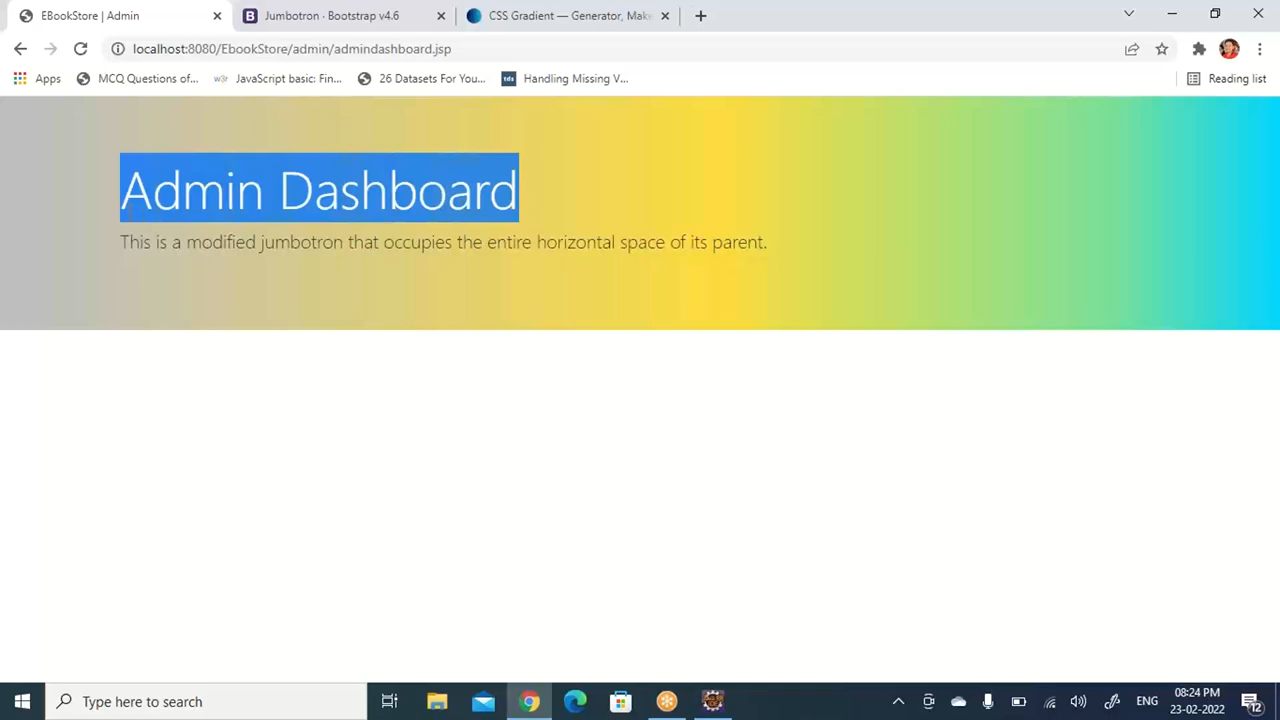 EBookStore | Admin
Jumbotron · Bootstrap v4.6
CSS Gradient — Generator, Make
localhost:8080/EbookStore/admin/admindashboard.jsp
Apps
MCQ Questions of...
w3r JavaScript basic: Fin...
26 Datasets For You...
tds Handling Missing V...
Reading list
Admin Dashboard
This is a modified jumbotron that occupies the entire horizontal space of its parent.
Type here to search
ENG
08:24 PM
23-02-2022
12